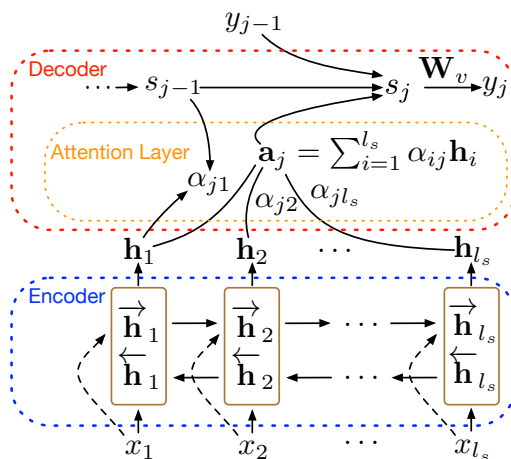 y_{j−1}
Decoder
⋯ s_{j−1} s_j W_v y_j
Attention Layer a_j = ∑_{i=1}^{l_s} α_{ij} h_i
α_{j1} α_{j2} α_{jl_s}
h_1 h_2 ⋯ h_{l_s}
Encoder
→h_1 →h_2 ⋯ →h_{l_s}
←h_1 ←h_2 ⋯ ←h_{l_s}
x_1 x_2 ⋯ x_{l_s}